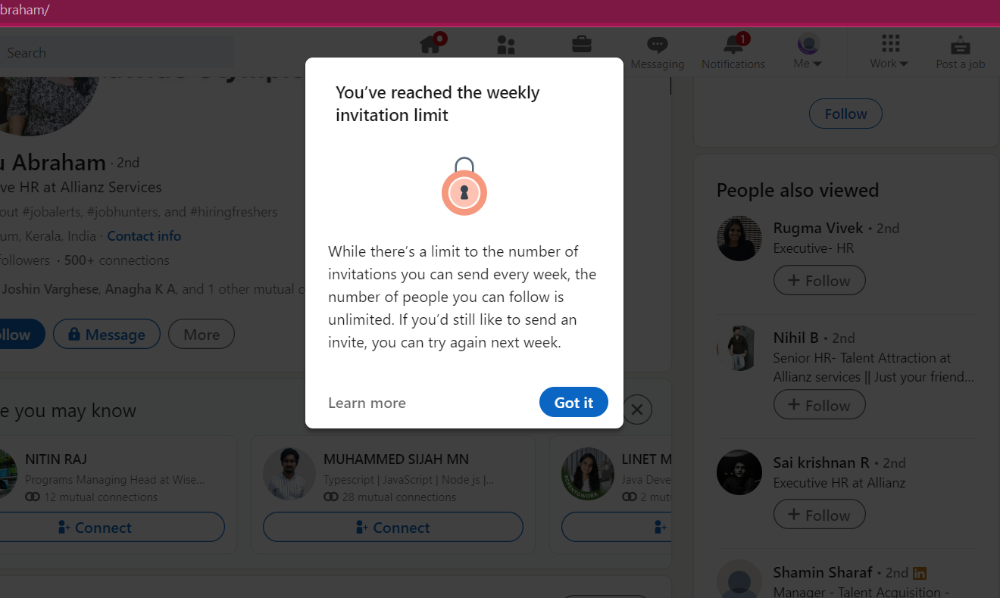 braham/
Search
Messaging
Notifications
1
Me
Work
Post a job
You’ve reached the weekly
invitation limit
While there’s a limit to the number of
invitations you can send every week, the
number of people you can follow is
unlimited. If you’d still like to send an
invite, you can try again next week.
Learn more
Got it
u Abraham · 2nd
ve HR at Allianz Services
out #jobalerts, #jobhunters, and #hiringfreshers
um, Kerala, India · Contact info
followers · 500+ connections
Joshin Varghese, Anagha K A, and 1 other mutual c
llow
Message
More
e you may know
NITIN RAJ
Programs Managing Head at Wise...
12 mutual connections
Connect
MUHAMMED SIJAH MN
Typescript | JavaScript | Node js |...
28 mutual connections
Connect
LINET M
Java Deve
2 mut
#OPENTOWORK
Follow
People also viewed
Rugma Vivek • 2nd
Executive- HR
+ Follow
Nihil B • 2nd
Senior HR- Talent Attraction at
Allianz services || Just your friend...
+ Follow
Sai krishnan R • 2nd
Executive HR at Allianz
+ Follow
Shamin Sharaf • 2nd in
Manager - Talent Acquisition -